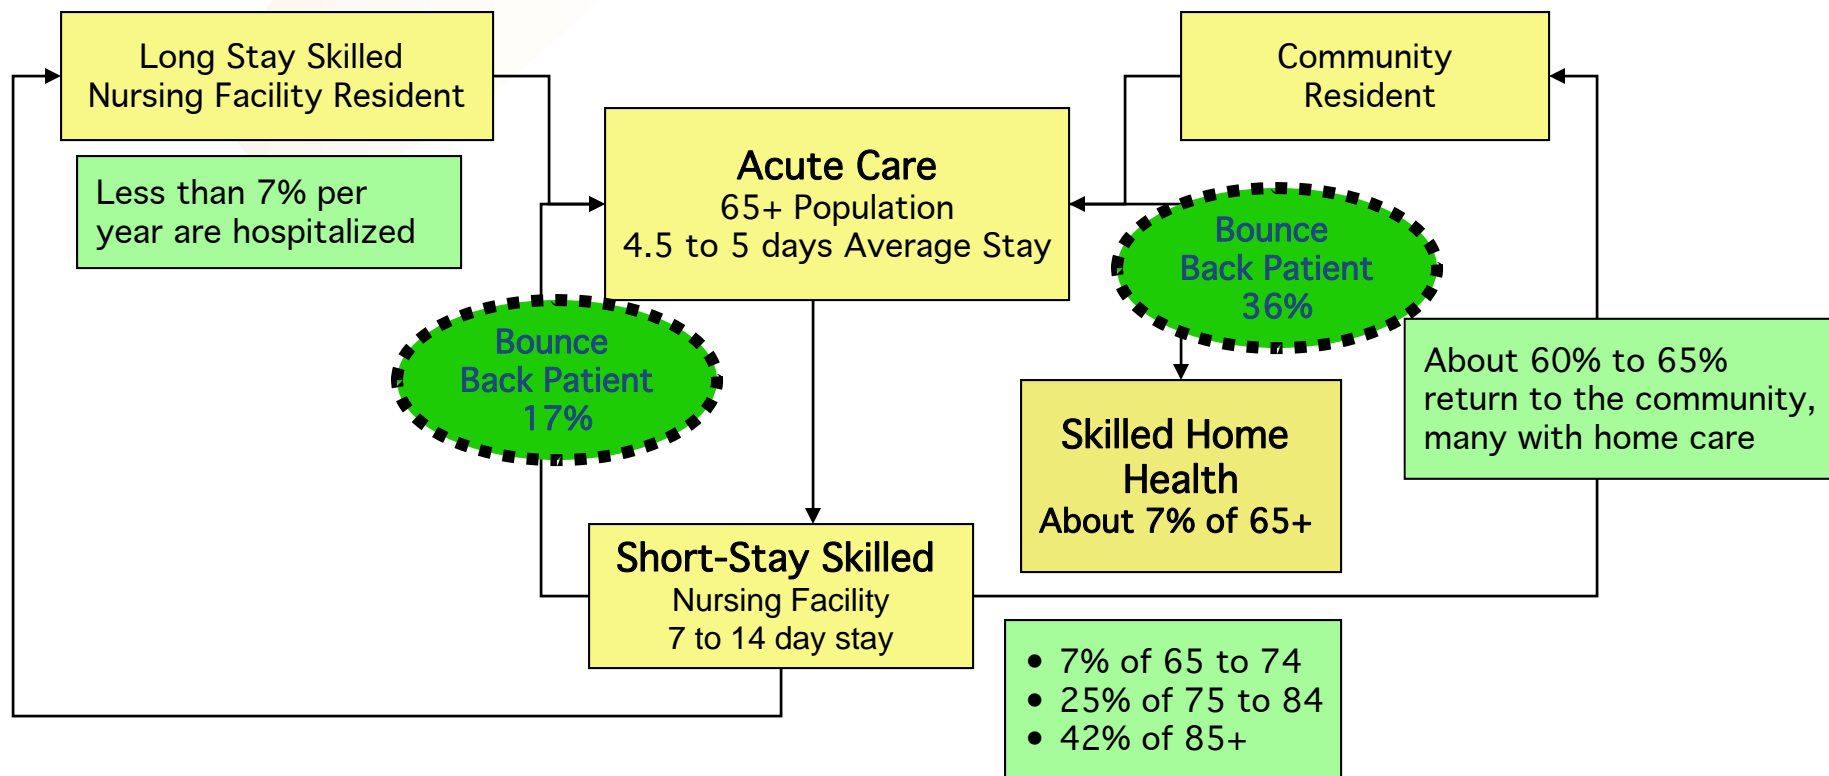 Long Stay Skilled
Nursing Facility Resident
Community
Resident
Less than 7% per
year are hospitalized
Acute Care
65+ Population
4.5 to 5 days Average Stay
Bounce
Back Patient
36%
Bounce
Back Patient
17%
About 60% to 65%
return to the community,
many with home care
Skilled Home
Health
About 7% of 65+
Short-Stay Skilled
Nursing Facility
7 to 14 day stay
• 7% of 65 to 74
• 25% of 75 to 84
• 42% of 85+